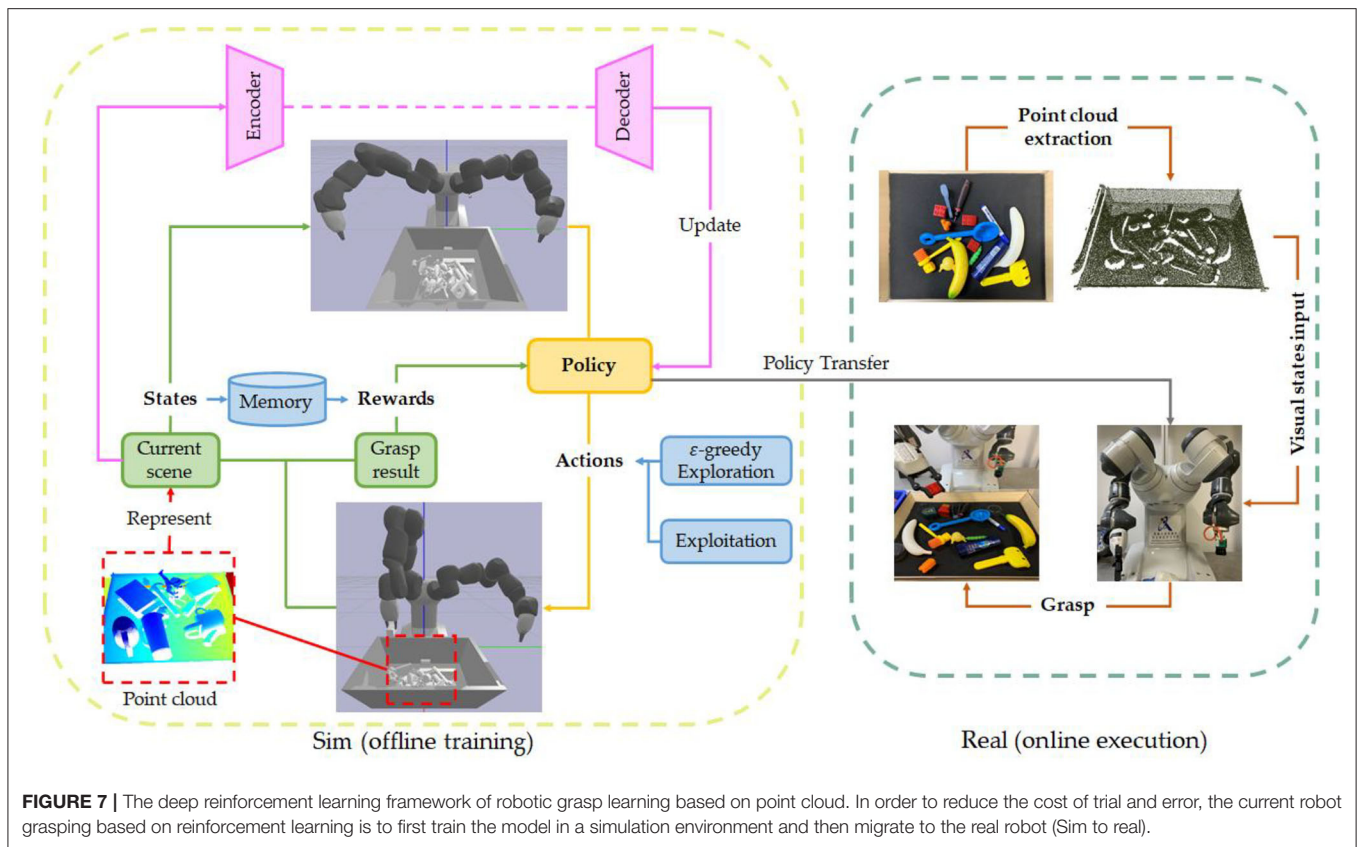 Encoder
Decoder
Update
Policy
States
Memory
Rewards
Current
scene
Grasp
result
Actions
ε-greedy
Exploration
Exploitation
Represent
Point cloud
Sim (offline training)
Policy Transfer
Point cloud
extraction
Visual states input
Grasp
Real (online execution)
FIGURE 7 | The deep reinforcement learning framework of robotic grasp learning based on point cloud. In order to reduce the cost of trial and error, the current robot
grasping based on reinforcement learning is to first train the model in a simulation environment and then migrate to the real robot (Sim to real).